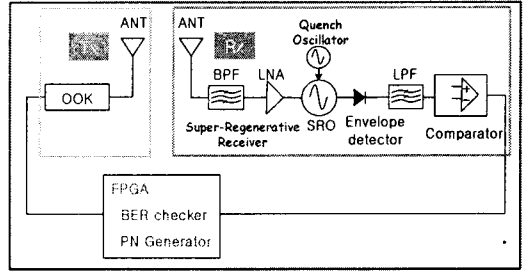 ANT
OOK
ANT
Rx
Quench
Oscillator
BPF
LNA
LPF
SRO
Super-Regenerative
Receiver
Envelope
detector
Comparator
FPGA
BER checker
PN Generator